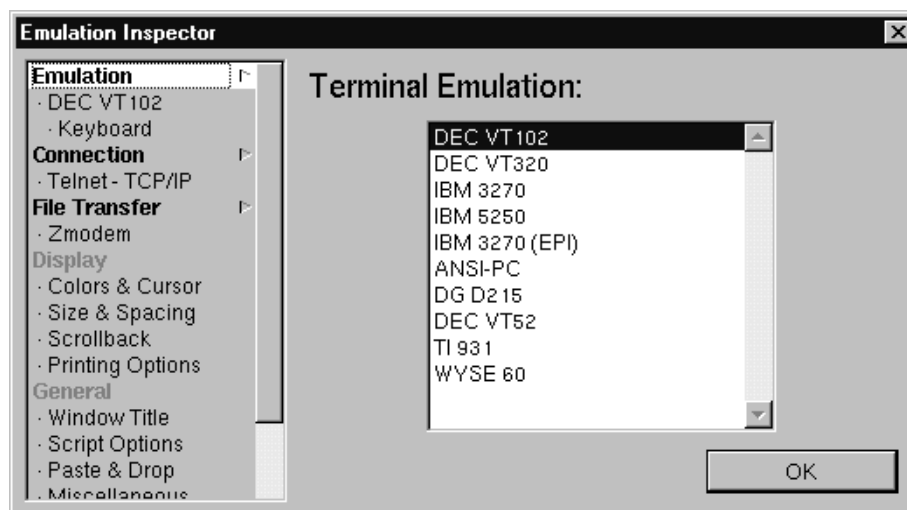 Emulation Inspector
Emulation
· DEC VT102
· Keyboard
Connection
· Telnet - TCP/IP
File Transfer
· Zmodem
Display
· Colors & Cursor
· Size & Spacing
· Scrollback
· Printing Options
General
· Window Title
· Script Options
· Paste & Drop
· Miscellaneous
Terminal Emulation:
DEC VT102
DEC VT320
IBM 3270
IBM 5250
IBM 3270 (EPI)
ANSI-PC
DG D215
DEC VT52
TI 931
WYSE 60
OK